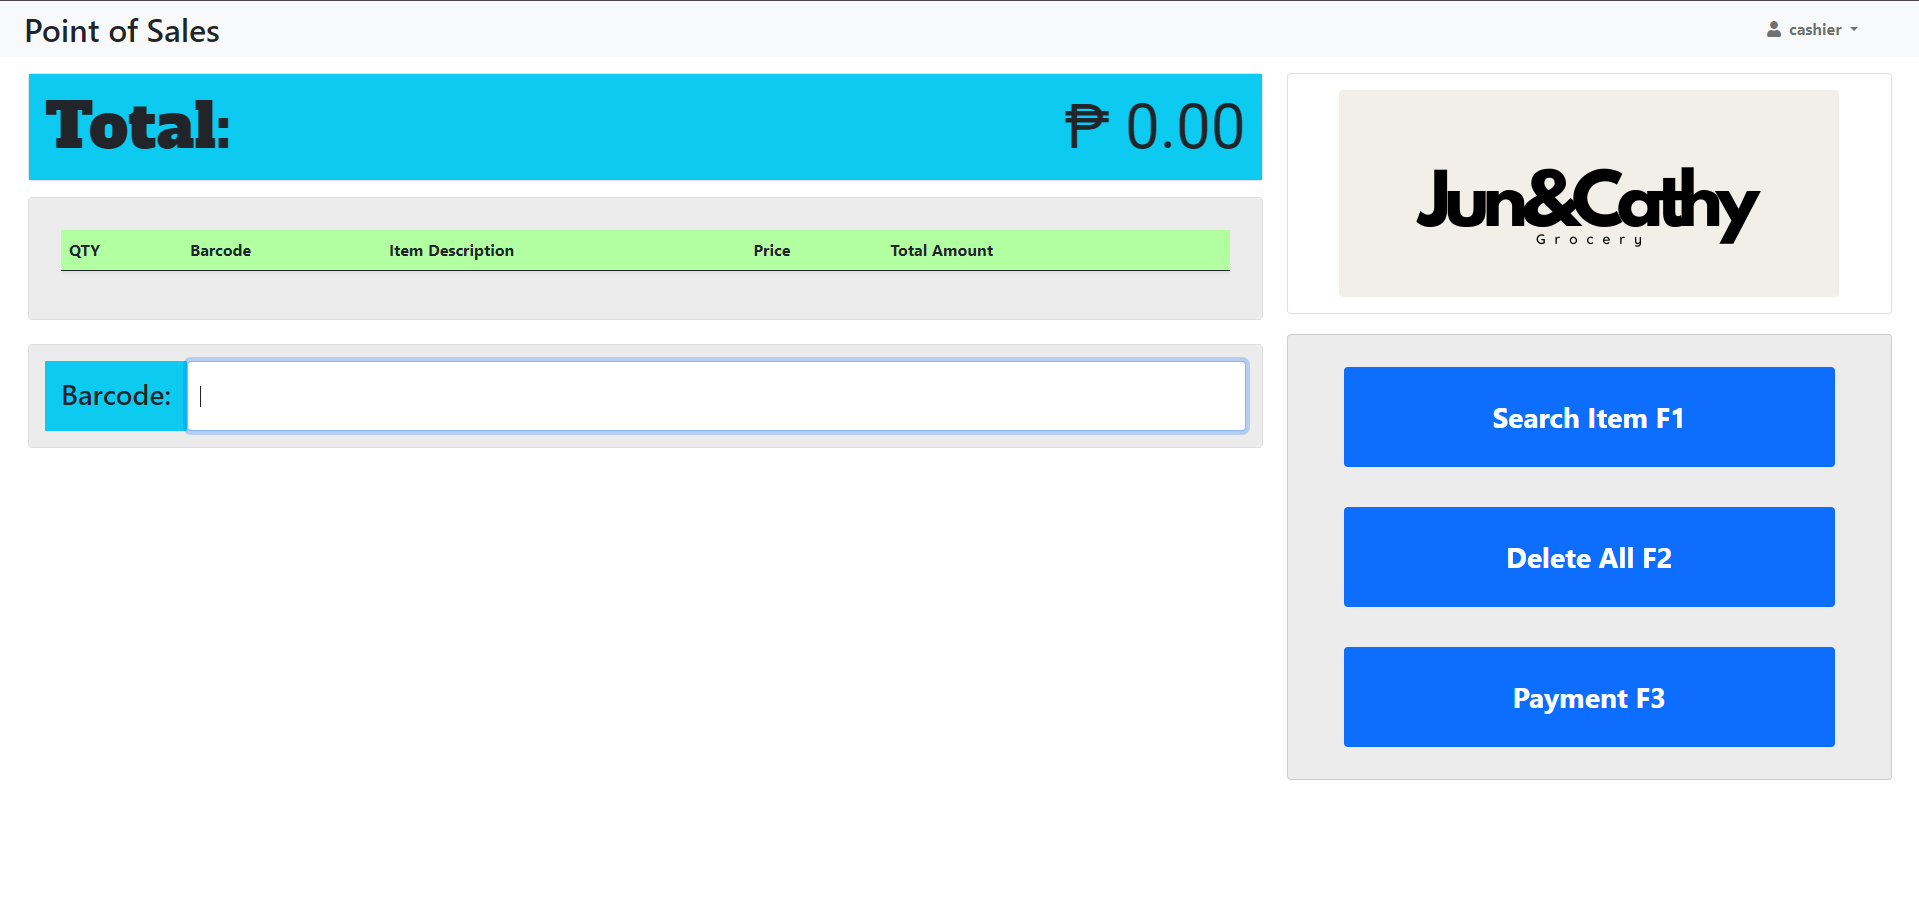 Point of Sales
cashier
Total:
₱ 0.00
Jun&Cathy
Grocery
QTY Barcode Item Description Price Total Amount
Barcode:
Search Item F1
Delete All F2
Payment F3